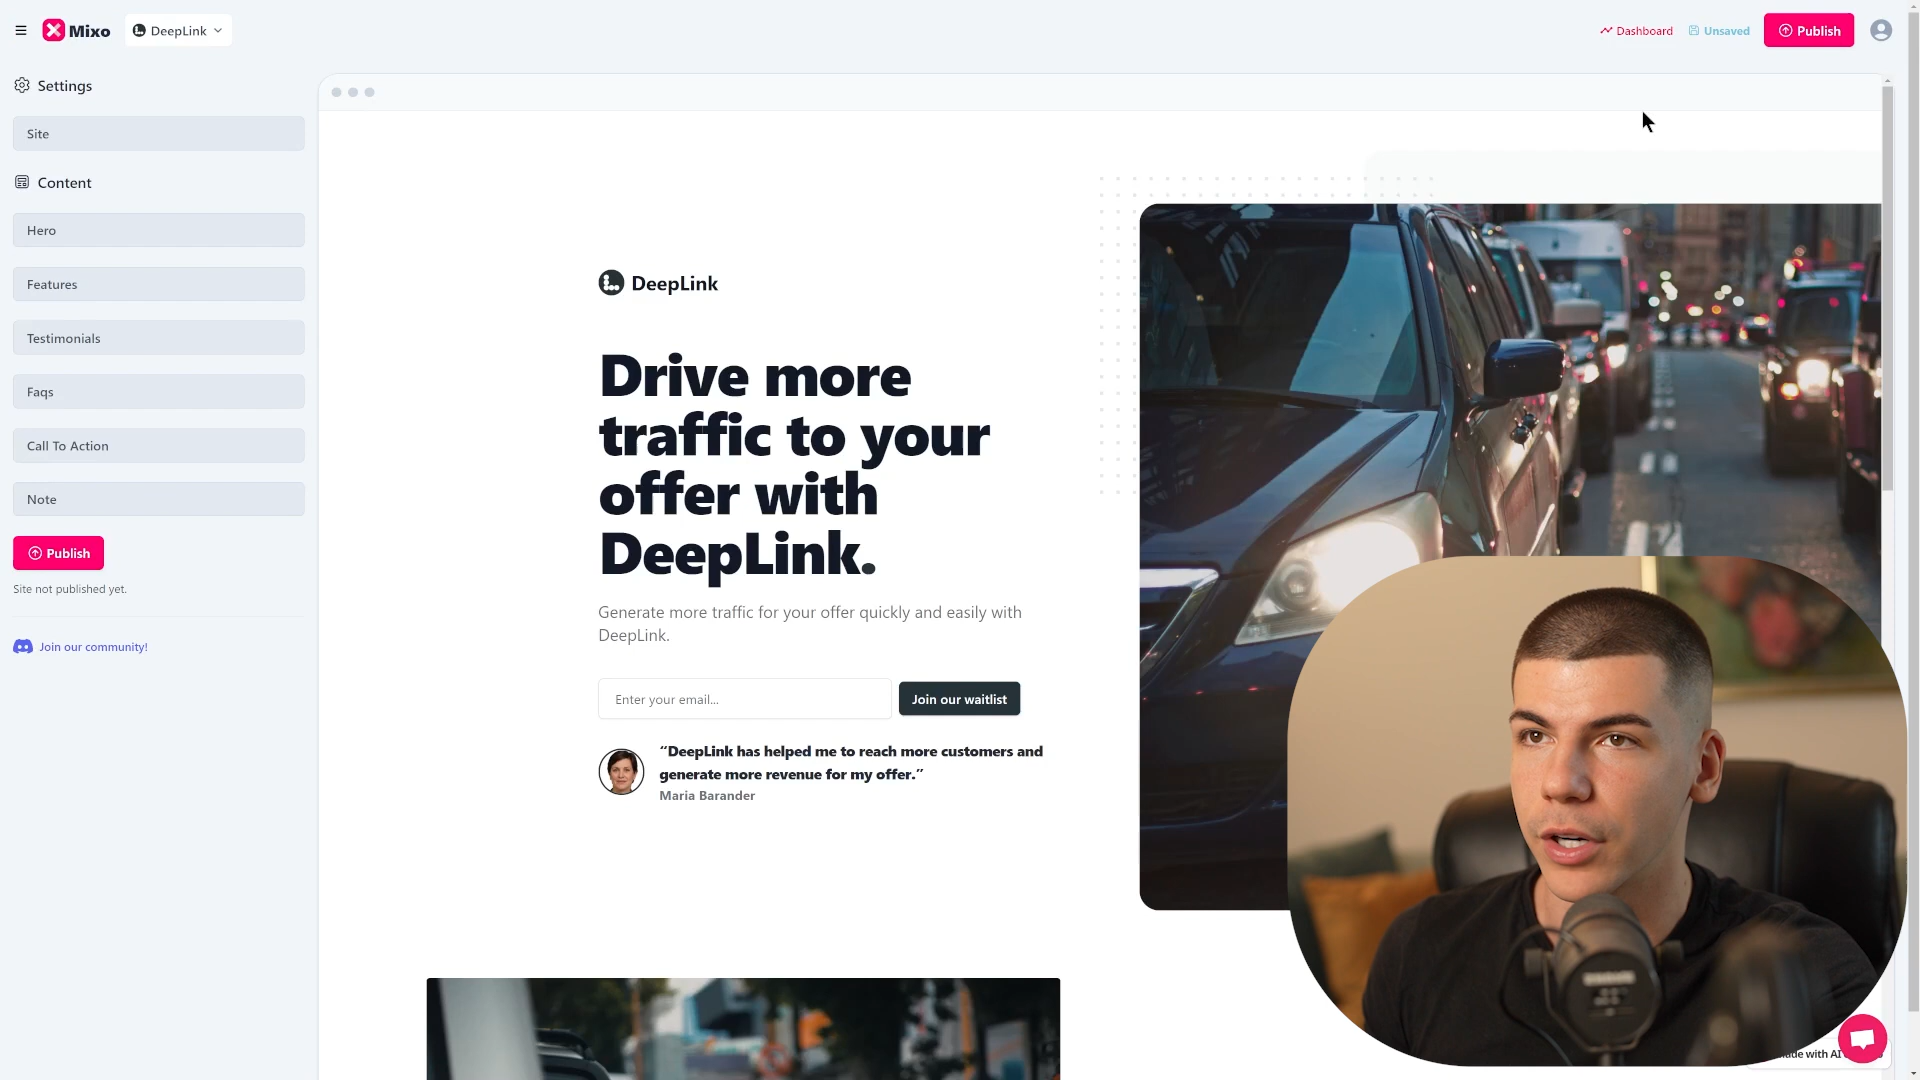 Mixo
DeepLink
Dashboard
Unsaved
Publish
Settings
Site
Content
Hero
Features
Testimonials
Faqs
Call To Action
Note
Publish
Site not published yet.
Join our community!
DeepLink
Drive more
traffic to your
offer with
DeepLink.
Generate more traffic for your offer quickly and easily with
DeepLink.
Enter your email...
Join our waitlist
“DeepLink has helped me to reach more customers and
generate more revenue for my offer.”
Maria Barander
with AI